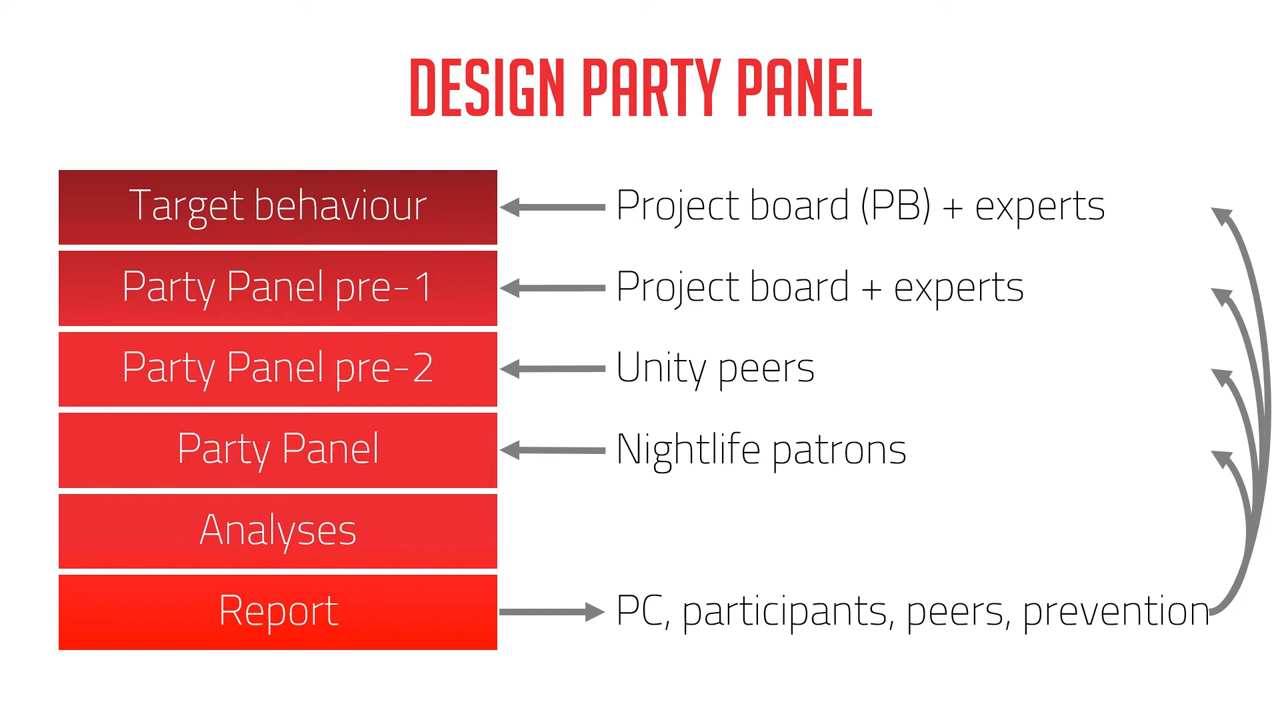 DESIGN PARTY PANEL
Target behaviour
Project board (PB) + experts
Party Panel pre-1
Project board + experts
Party Panel pre-2
Unity peers
Party Panel
Nightlife patrons
Analyses
Report
PC, participants, peers, prevention